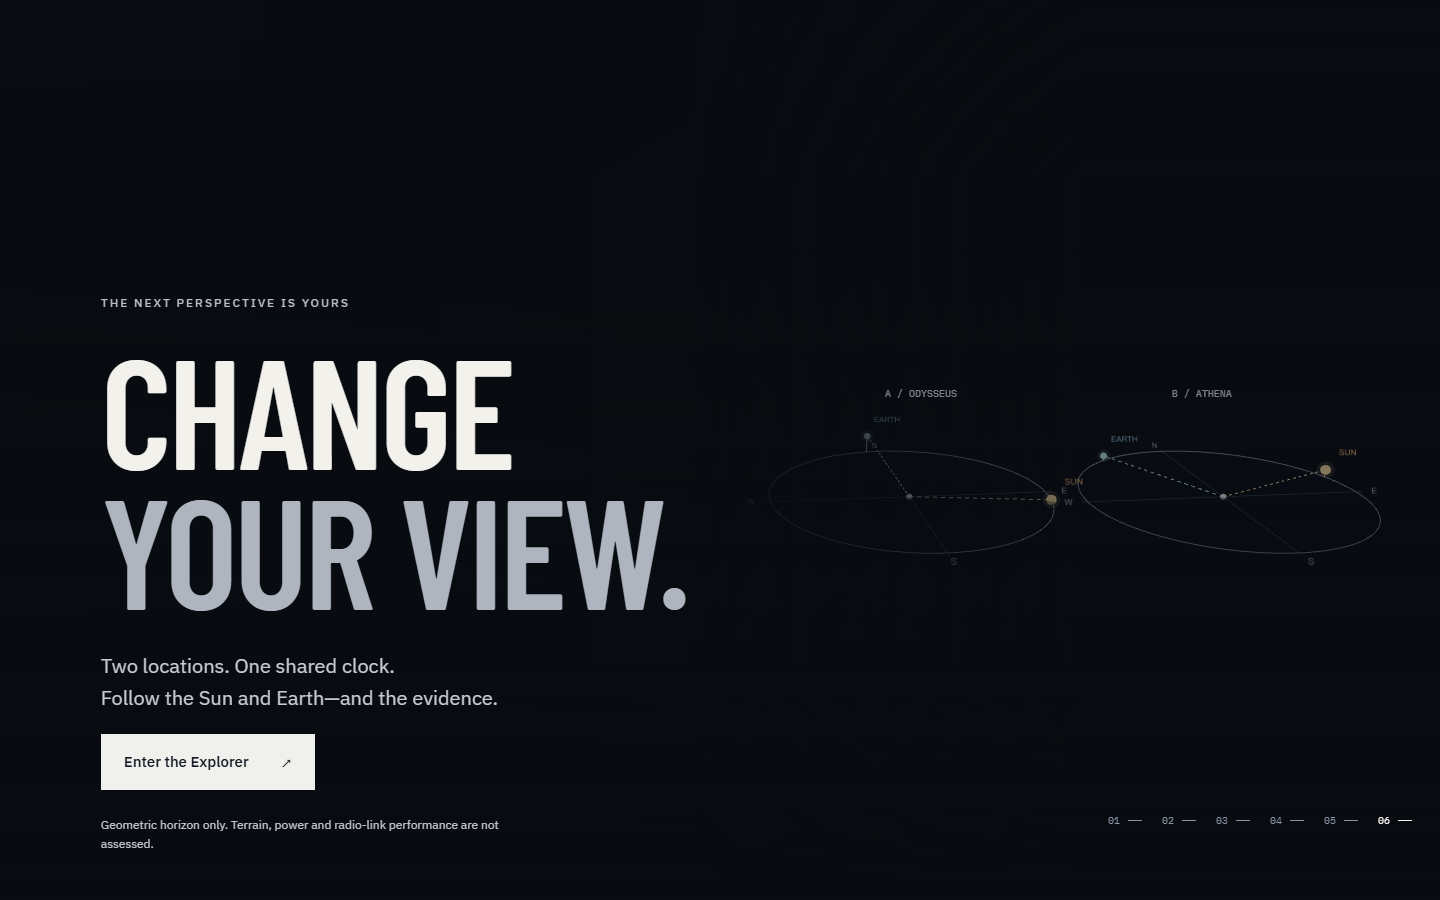 THE NEXT PERSPECTIVE IS YOURS
CHANGE
YOUR VIEW.
Two locations. One shared clock.
Follow the Sun and Earth—and the evidence.
Enter the Explorer ↗
Geometric horizon only. Terrain, power and radio-link performance are not
assessed.
A / ODYSSEUS
EARTH
N
W
SUN
E
S
B / ATHENA
EARTH
N
SUN
W
E
S
01 02 03 04 05 06